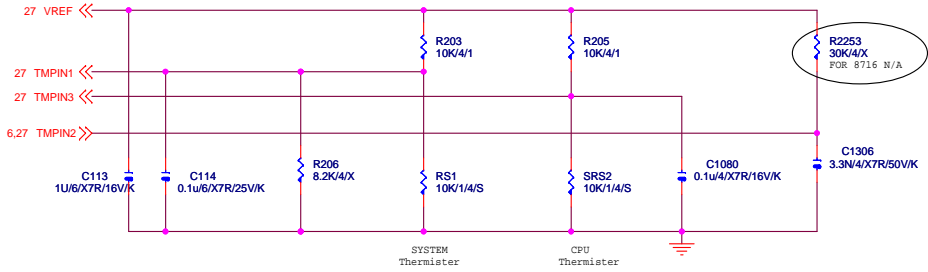 27 VREF
R203
10K/4/1
R205
10K/4/1
R2253
30K/4/X
FOR 8716 N/A
27 TMPIN1
27 TMPIN3
6,27 TMPIN2
C113
1U/6/X7R/16V/K
C114
0.1u/6/X7R/25V/K
R206
8.2K/4/X
RS1
10K/1/4/S
SRS2
10K/1/4/S
C1080
0.1u/4/X7R/16V/K
C1306
3.3N/4/X7R/50V/K
SYSTEM
Thermister
CPU
Thermister